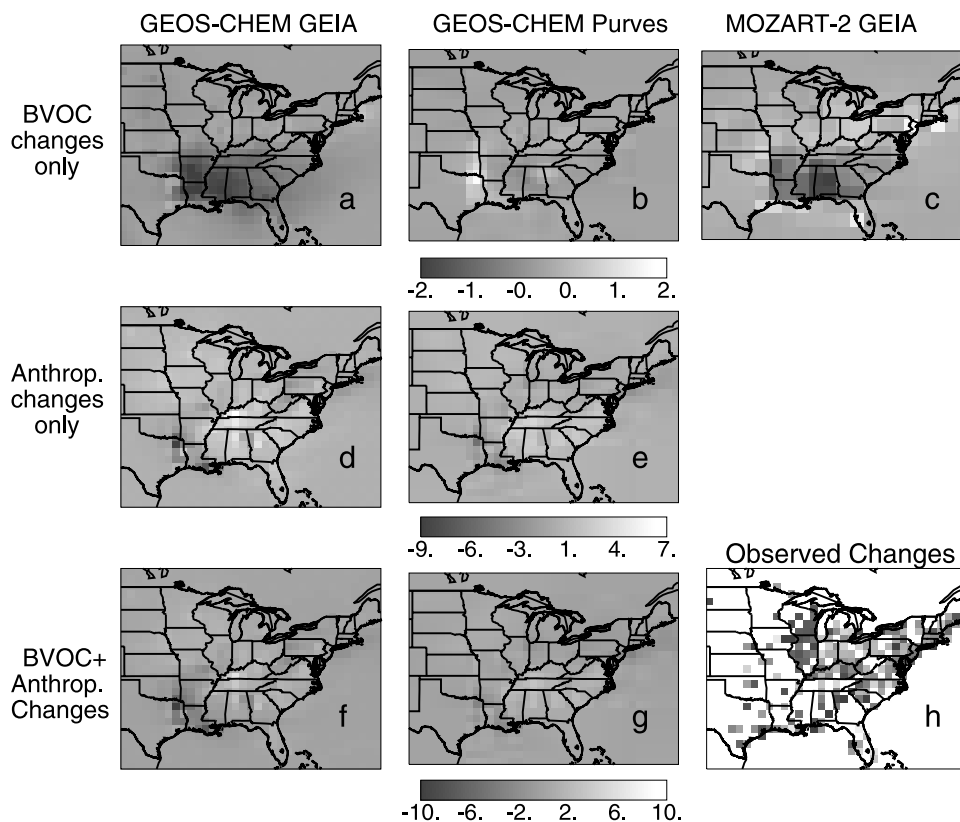 GEOS-CHEM GEIA GEOS-CHEM Purves MOZART-2 GEIA
BVOC
changes
only
a b c
-2. -1. -0. 0. 1. 2.
Anthrop.
changes
only
d e
-9. -6. -3. 1. 4. 7.
Observed Changes
BVOC+
Anthrop.
Changes
f g h
-10. -6. -2. 2. 6. 10.